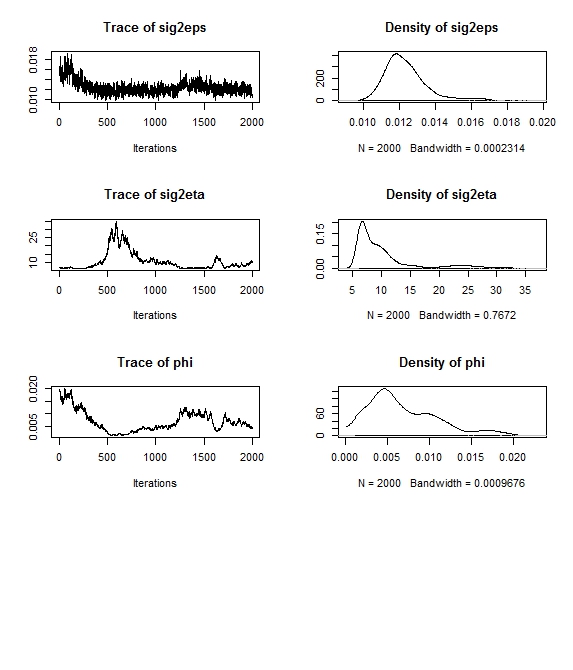 Trace of sig2eps
0.010 0.018
0 500 1000 1500 2000
Iterations
Density of sig2eps
0 200
0.010 0.012 0.014 0.016 0.018 0.020
N = 2000 Bandwidth = 0.0002314
Trace of sig2eta
10 25
0 500 1000 1500 2000
Iterations
Density of sig2eta
0.00 0.15
5 10 15 20 25 30 35
N = 2000 Bandwidth = 0.7672
Trace of phi
0.005 0.020
0 500 1000 1500 2000
Iterations
Density of phi
0 60
0.000 0.005 0.010 0.015 0.020
N = 2000 Bandwidth = 0.0009676